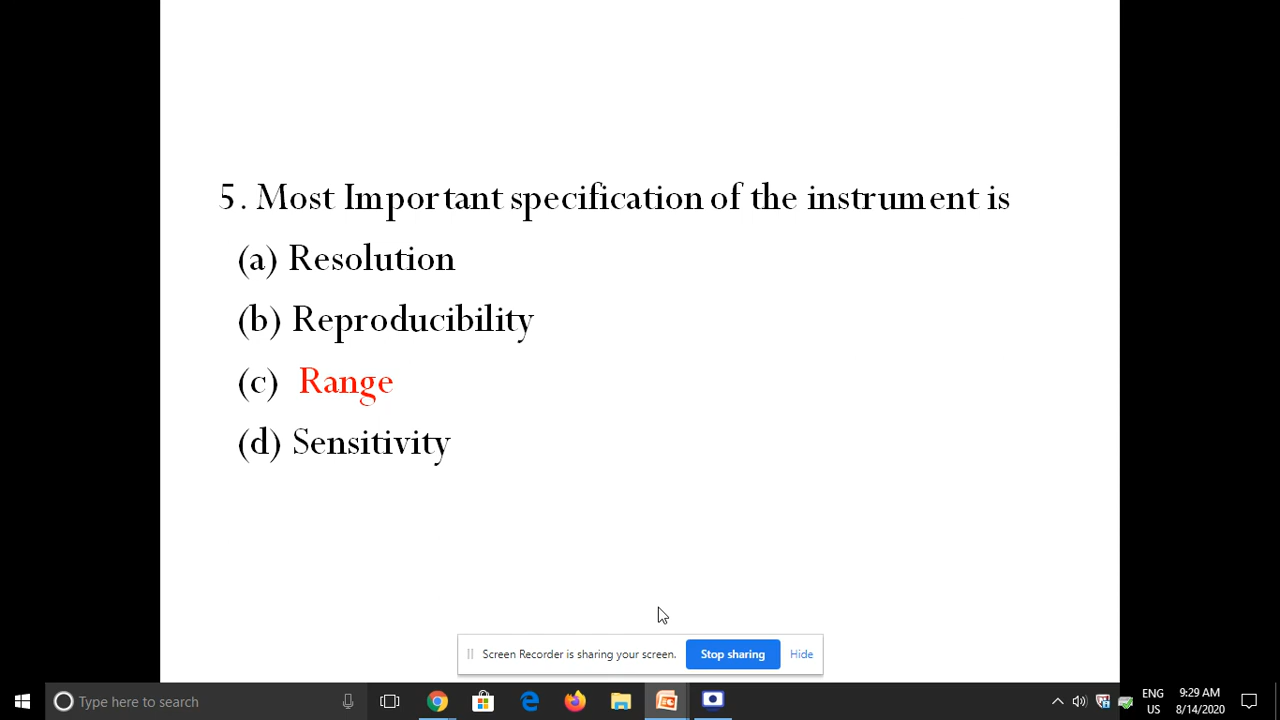 5. Most Important specification of the instrument is
(a) Resolution
(b) Reproducibility
(c) Range
(d) Sensitivity
Screen Recorder is sharing your screen. Stop sharing Hide
Type here to search
ENG 9:29 AM
US 8/14/2020